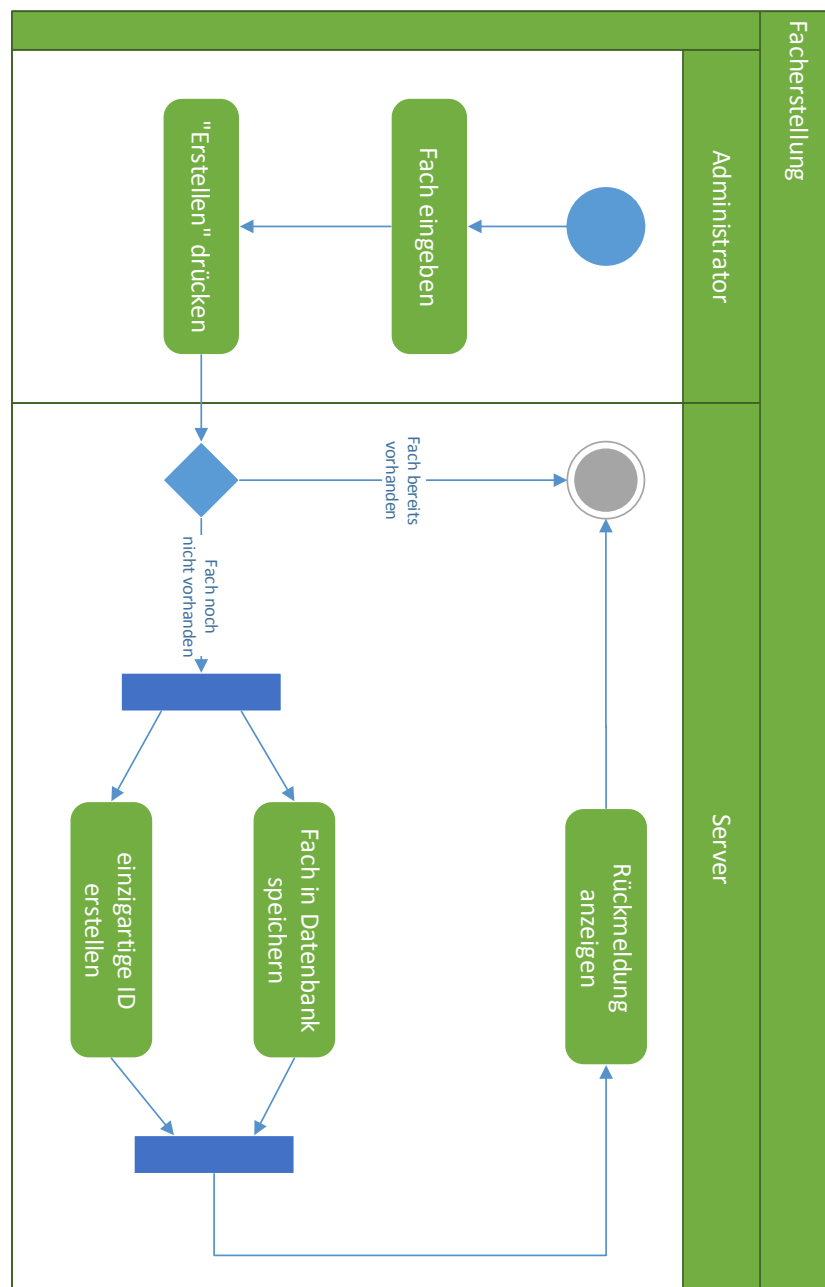 Facherstellung
Administrator
Fach eingeben
"Erstellen" drücken
Server
Fach bereits
vorhanden
Fach noch
nicht vorhanden
Fach in Datenbank
speichern
einzigartige ID
erstellen
Rückmeldung
anzeigen